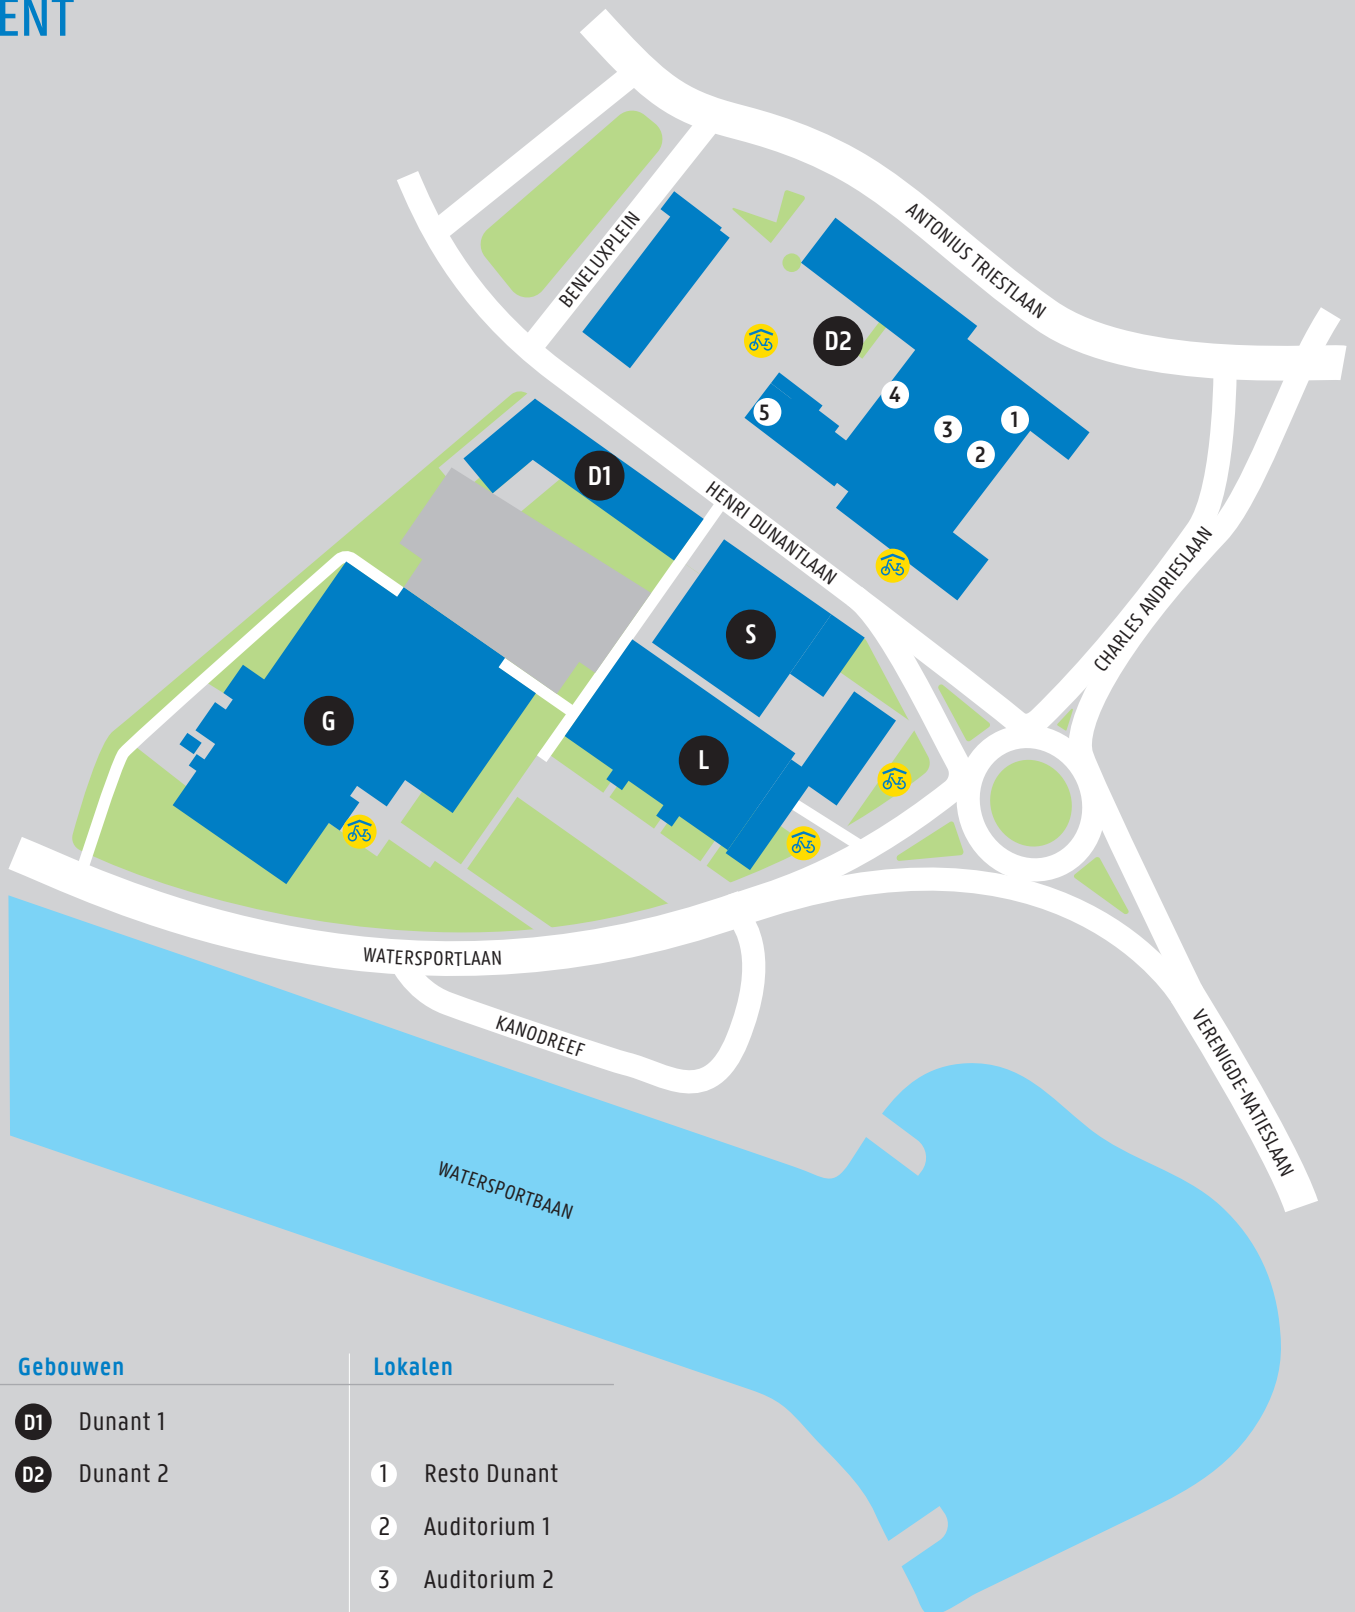 ENT
BENELUXPLEIN
ANTONIUS TRIESTLAAN
D2
4
1
5
3
2
D1
HENRI DUNANTLAAN
CHARLES ANDRIESLAAN
S
G
L
WATERSPORTLAAN
KANODREEF
VERENIGDE-NATIESLAAN
WATERSPORTBAAN
Gebouwen
Lokalen
D1 Dunant 1
D2 Dunant 2
1 Resto Dunant
2 Auditorium 1
3 Auditorium 2